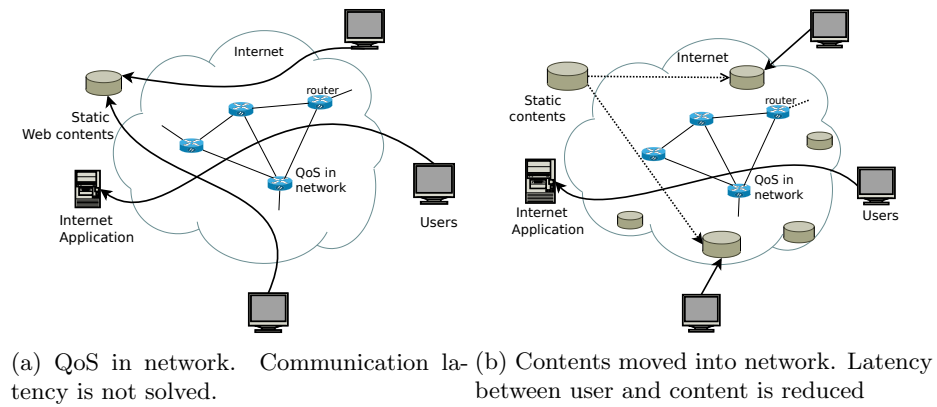 Internet
Static
Web contents
router
QoS in
network
Internet
Application
Users
(a) QoS in network. Communication la-
tency is not solved.
Internet
Static
contents
router
QoS in
network
Internet
Application
Users
(b) Contents moved into network. Latency
between user and content is reduced